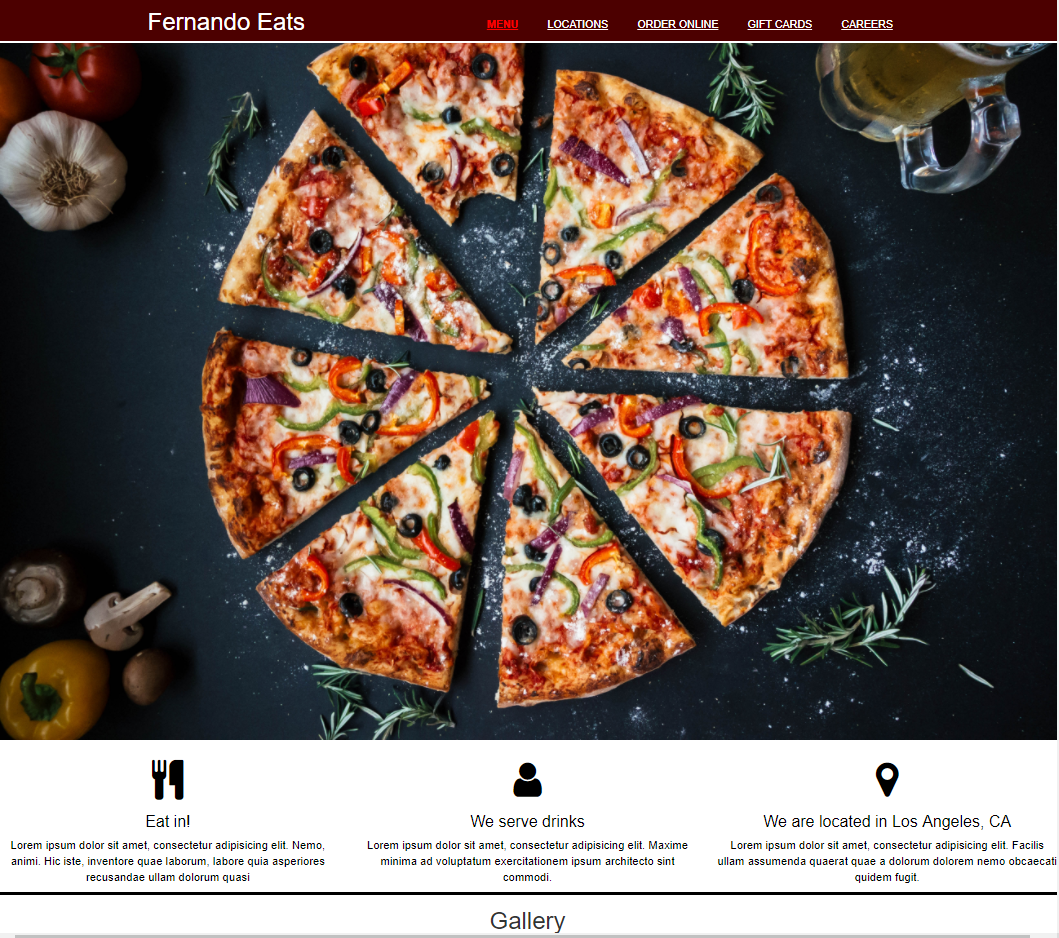 Fernando Eats
MENU LOCATIONS ORDER ONLINE GIFT CARDS CAREERS
Eat in!
Lorem ipsum dolor sit amet, consectetur adipisicing elit. Nemo,
animi. Hic iste, inventore quae laborum, labore quia asperiores
recusandae ullam dolorum quasi
We serve drinks
Lorem ipsum dolor sit amet, consectetur adipisicing elit. Maxime
minima ad voluptatum exercitationem ipsum architecto sint
commodi.
We are located in Los Angeles, CA
Lorem ipsum dolor sit amet, consectetur adipisicing elit. Facilis
ullam assumenda quaerat quae a dolorum dolorem nemo obcaecati
quidem fugit.
Gallery